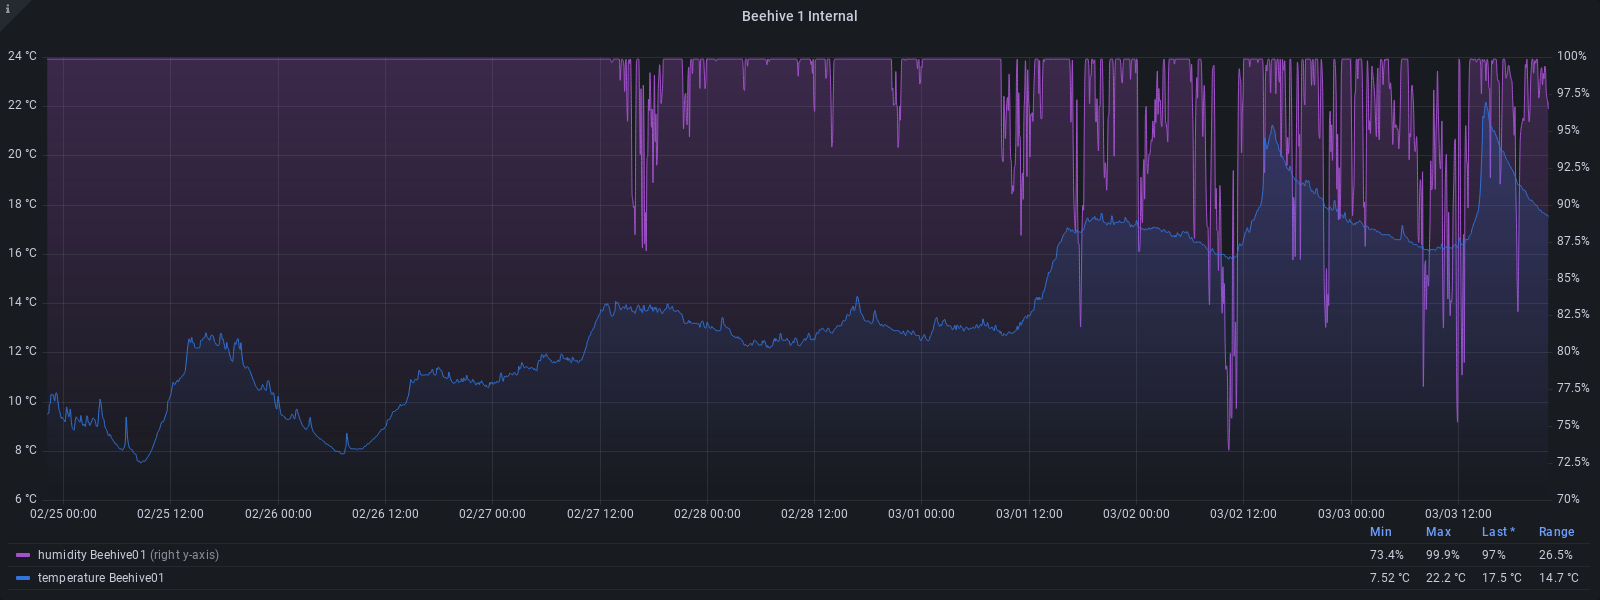 i
Beehive 1 Internal
24 °C 100%
97.5%
22 °C
95%
20 °C
92.5%
18 °C 90%
87.5%
16 °C
85%
14 °C
82.5%
12 °C 80%
77.5%
10 °C
75%
8 °C
72.5%
6 °C 70%
02/25 00:00 02/25 12:00 02/26 00:00 02/26 12:00 02/27 00:00 02/27 12:00 02/28 00:00 02/28 12:00 03/01 00:00 03/01 12:00 03/02 00:00 03/02 12:00 03/03 00:00 03/03 12:00
Min Max Last * Range
humidity Beehive01 (right y-axis) 73.4% 99.9% 97% 26.5%
temperature Beehive01 7.52 °C 22.2 °C 17.5 °C 14.7 °C